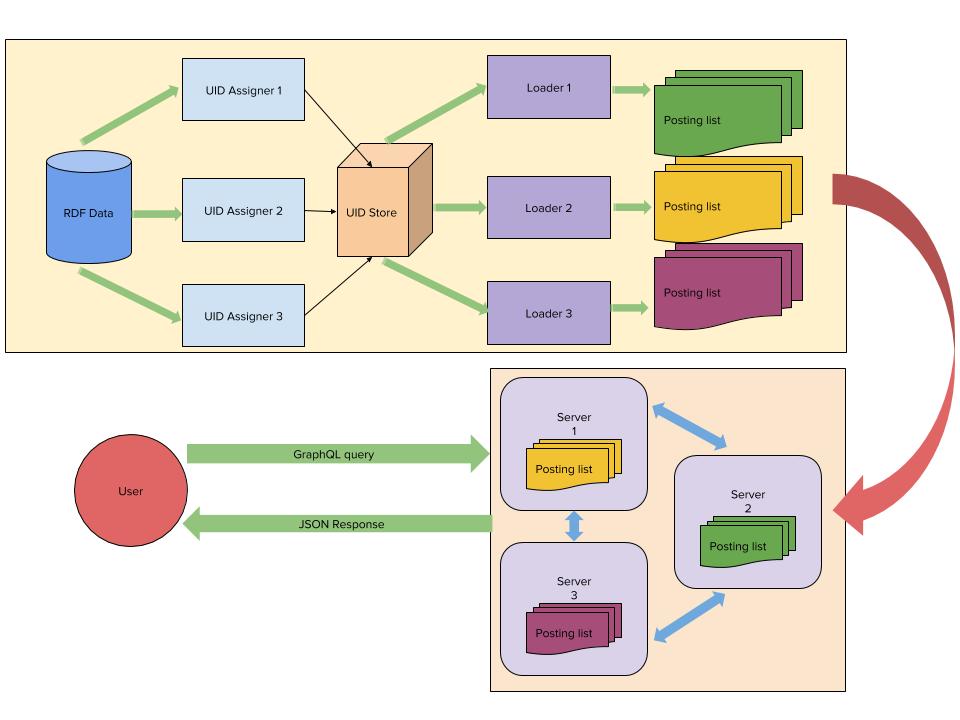 UID Assigner 1
Loader 1
Posting list
RDF Data
UID Assigner 2
UID Store
Loader 2
Posting list
UID Assigner 3
Loader 3
Posting list
Server
1
Posting list
GraphQL query
User
JSON Response
Server
2
Posting list
Server
3
Posting list